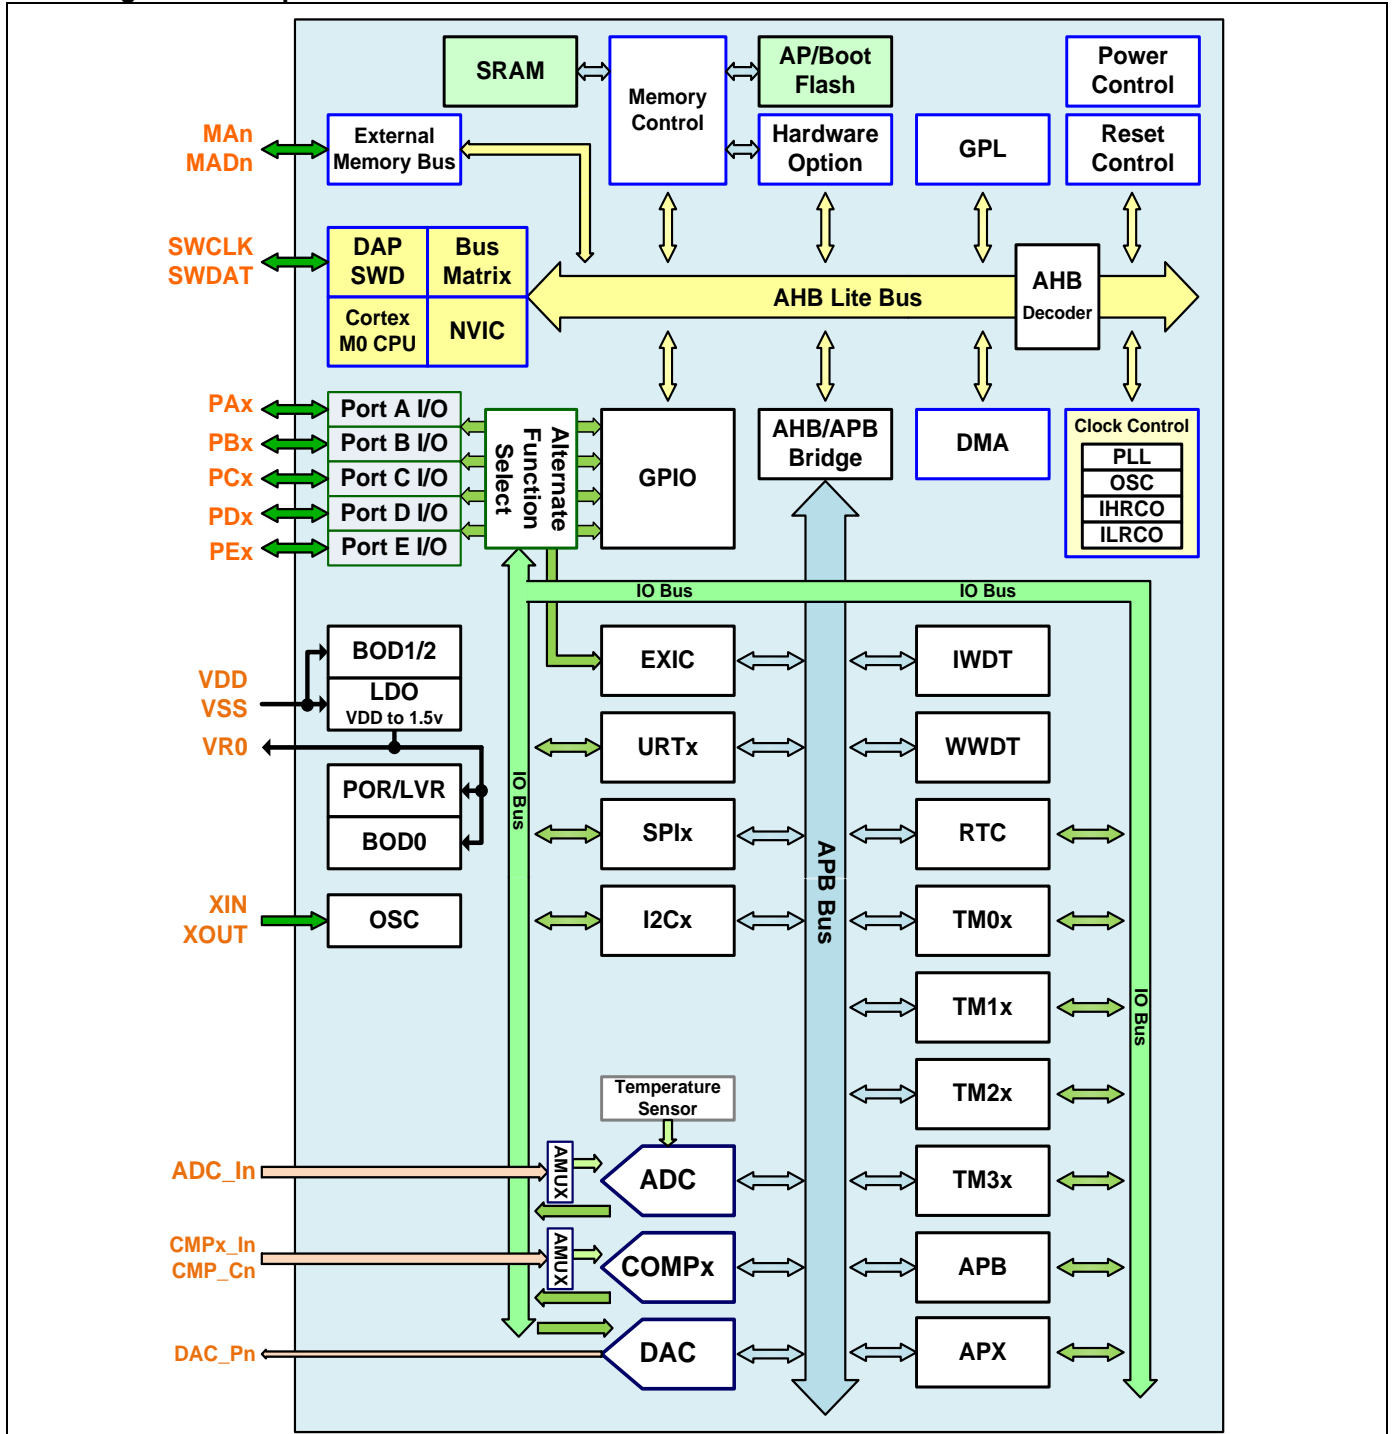 SRAM
Memory
Control
AP/Boot
Flash
Power
Control
MAn
MADn
External
Memory Bus
Hardware
Option
GPL
Reset
Control
SWCLK
SWDAT
DAP
SWD
Bus
Matrix
Cortex
M0 CPU
NVIC
AHB Lite Bus
AHB
Decoder
PAx
PBx
PCx
PDx
PEx
Port A I/O
Port B I/O
Port C I/O
Port D I/O
Port E I/O
Alternate
Function
Select
GPIO
AHB/APB
Bridge
DMA
Clock Control
PLL
OSC
IHRCO
ILRCO
IO Bus
IO Bus
VDD
VSS
VR0
BOD1/2
LDO
VDD to 1.5v
POR/LVR
BOD0
XIN
XOUT
OSC
IO Bus
EXIC
URTx
SPIx
I2Cx
APB Bus
IWDT
WWDT
RTC
TM0x
TM1x
TM2x
TM3x
APB
APX
IO Bus
Temperature
Sensor
ADC_In
AMUX
ADC
CMPx_In
CMP_Cn
AMUX
COMPx
DAC_Pn
DAC